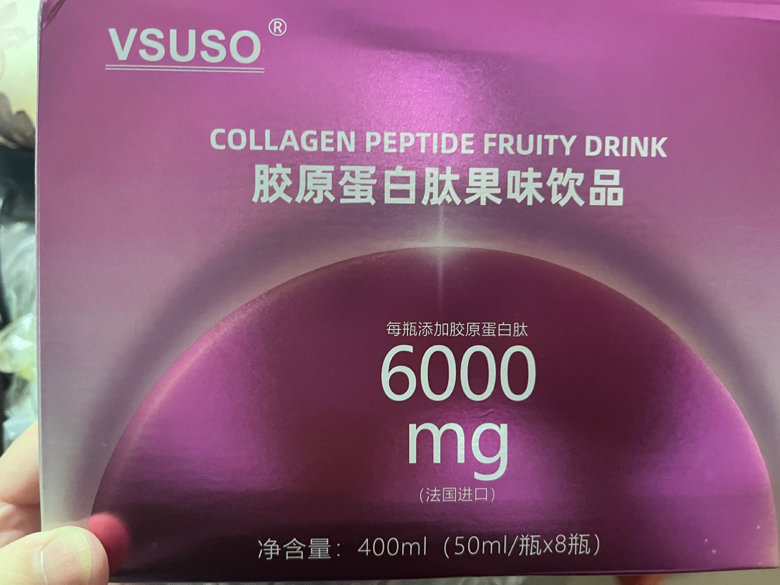 VSUSO®
COLLAGEN PEPTIDE FRUITY DRINK
胶原蛋白肽果味饮品
每瓶添加胶原蛋白肽
6000
mg
(法国进口)
净含量：400ml（50ml/瓶x8瓶）